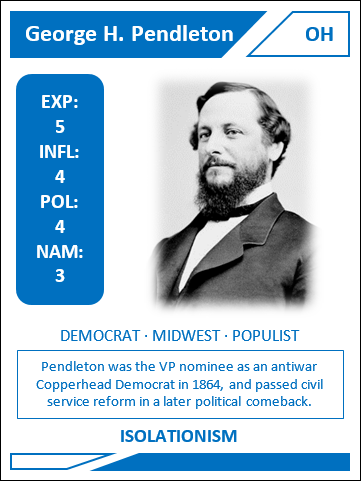 George H. Pendleton
OH
EXP:
5
INFL:
4
POL:
4
NAM:
3
DEMOCRAT · MIDWEST · POPULIST
Pendleton was the VP nominee as an antiwar
Copperhead Democrat in 1864, and passed civil
service reform in a later political comeback.
ISOLATIONISM